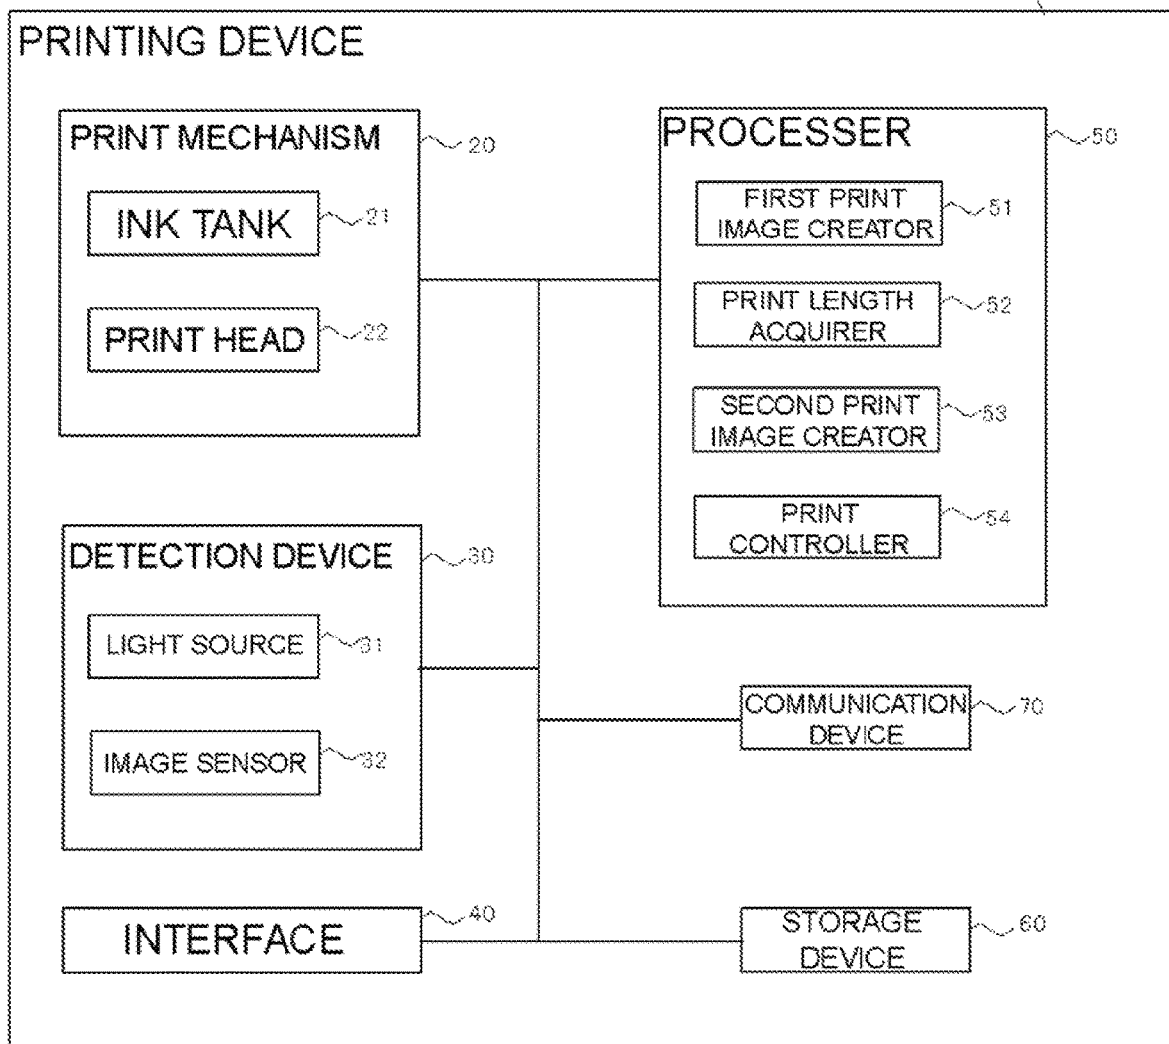 PRINTING DEVICE
PRINT MECHANISM
20
INK TANK
21
PRINT HEAD
22
PROCESSER
50
FIRST PRINT
IMAGE CREATOR
51
PRINT LENGTH
ACQUIRER
52
SECOND PRINT
IMAGE CREATOR
53
PRINT
CONTROLLER
54
DETECTION DEVICE
30
LIGHT SOURCE
31
IMAGE SENSOR
32
COMMUNICATION
DEVICE
70
INTERFACE
40
STORAGE
DEVICE
60